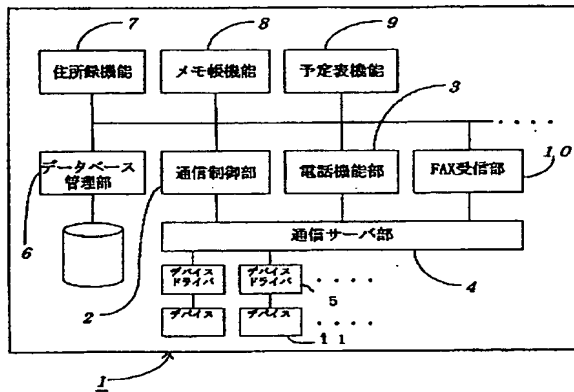 7
8
9
住所録機能
メモ帳機能
予定表機能
3
データベース
管理部
通信制御部
電話機能部
FAX受信部
10
6
通信サーバ部
2
デバイス
ドライバ
デバイス
ドライバ
5
4
デバイス
デバイス
11
1